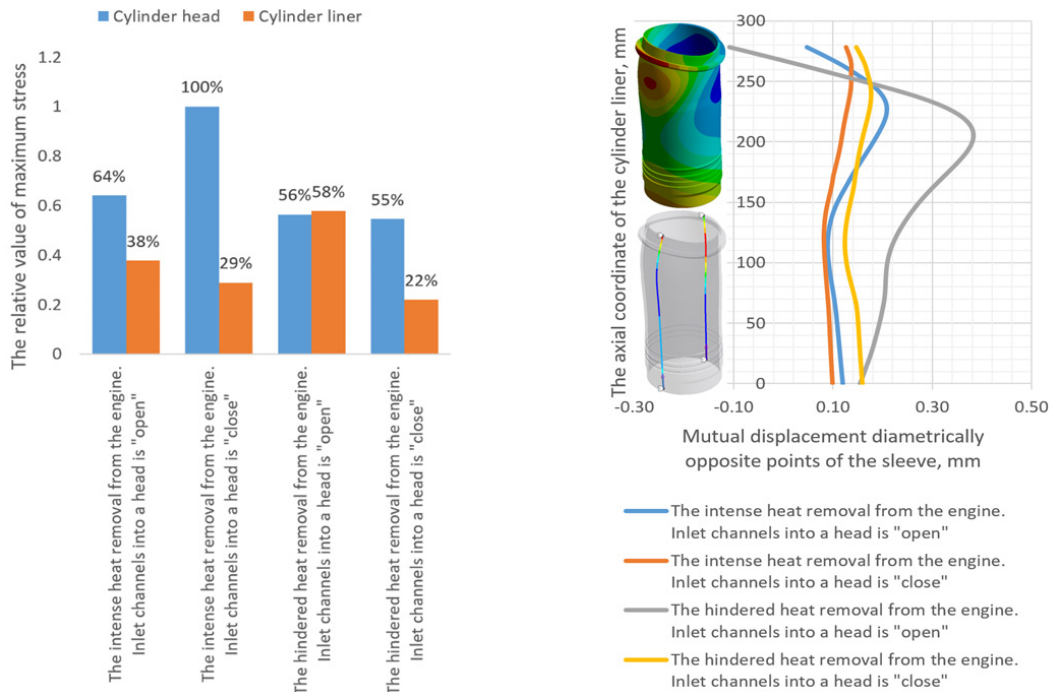 Cylinder head
Cylinder liner
The relative value of maximum stress
1.2
1
0.8
0.6
0.4
0.2
0
64%
38%
100%
29%
56%
58%
55%
22%
The intense heat removal from the engine.
Inlet channels into a head is "open"
The intense heat removal from the engine.
Inlet channels into a head is "close"
The hindered heat removal from the engine.
Inlet channels into a head is "open"
The hindered heat removal from the engine.
Inlet channels into a head is "close"
The axial coordinate of the cylinder liner, mm
300
250
200
150
100
50
0
-0.30
-0.10
0.10
0.30
0.50
Mutual displacement diametrically
opposite points of the sleeve, mm
The intense heat removal from the engine.
Inlet channels into a head is "open"
The intense heat removal from the engine.
Inlet channels into a head is "close"
The hindered heat removal from the engine.
Inlet channels into a head is "open"
The hindered heat removal from the engine.
Inlet channels into a head is "close"